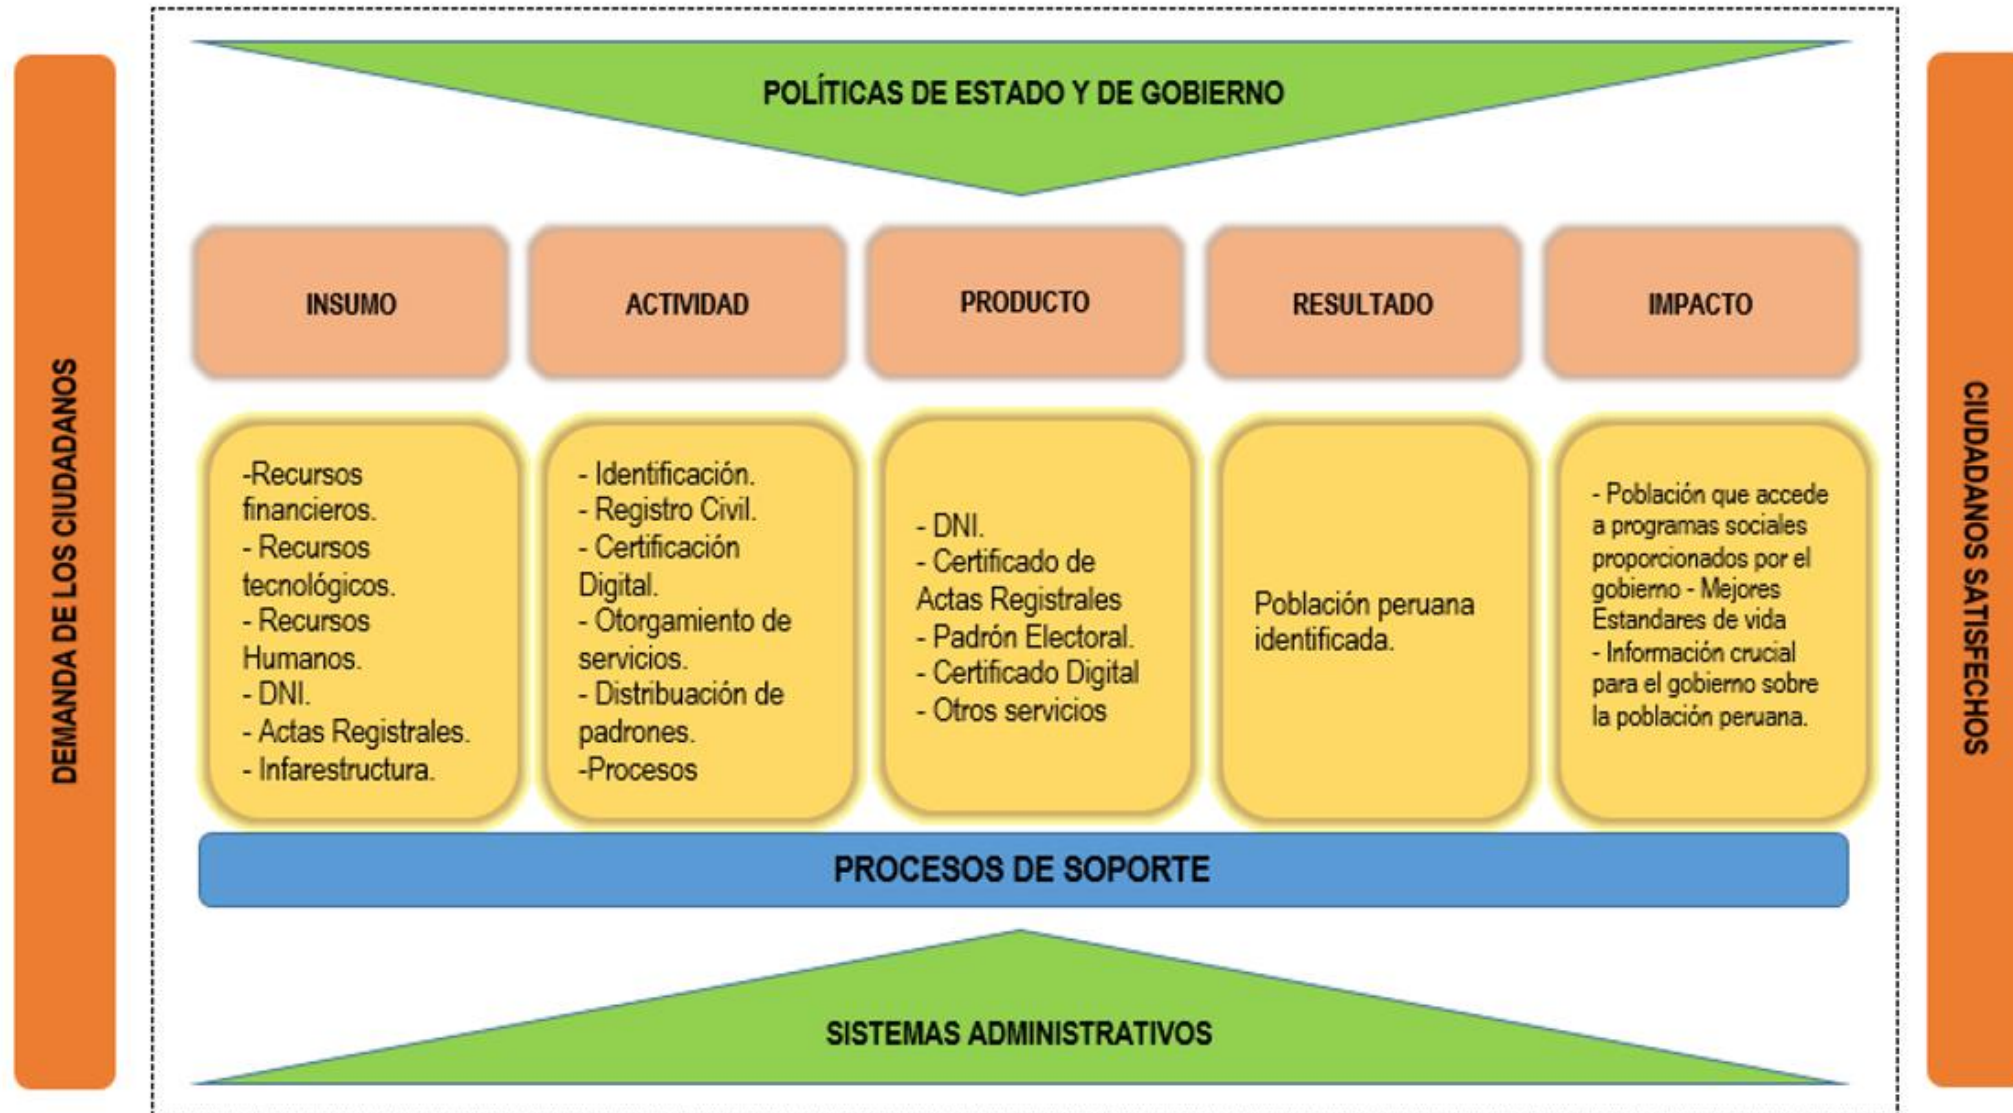 POLÍTICAS DE ESTADO Y DE GOBIERNO
DEMANDA DE LOS CIUDADANOS
INSUMO
ACTIVIDAD
PRODUCTO
RESULTADO
IMPACTO
-Recursos
financieros.
- Recursos
tecnológicos.
- Recursos
Humanos.
- DNI.
- Actas Registrales.
- Infarestructura.
- Identificación.
- Registro Civil.
- Certificación
Digital.
- Otorgamiento de
servicios.
- Distribuación de
padrones.
-Procesos
- DNI.
- Certificado de
Actas Registrales
- Padrón Electoral.
- Certificado Digital
- Otros servicios
Población peruana
identificada.
- Población que accede
a programas sociales
proporcionados por el
gobierno - Mejores
Estandares de vida
- Información crucial
para el gobierno sobre
la población peruana.
CIUDADANOS SATISFECHOS
PROCESOS DE SOPORTE
SISTEMAS ADMINISTRATIVOS